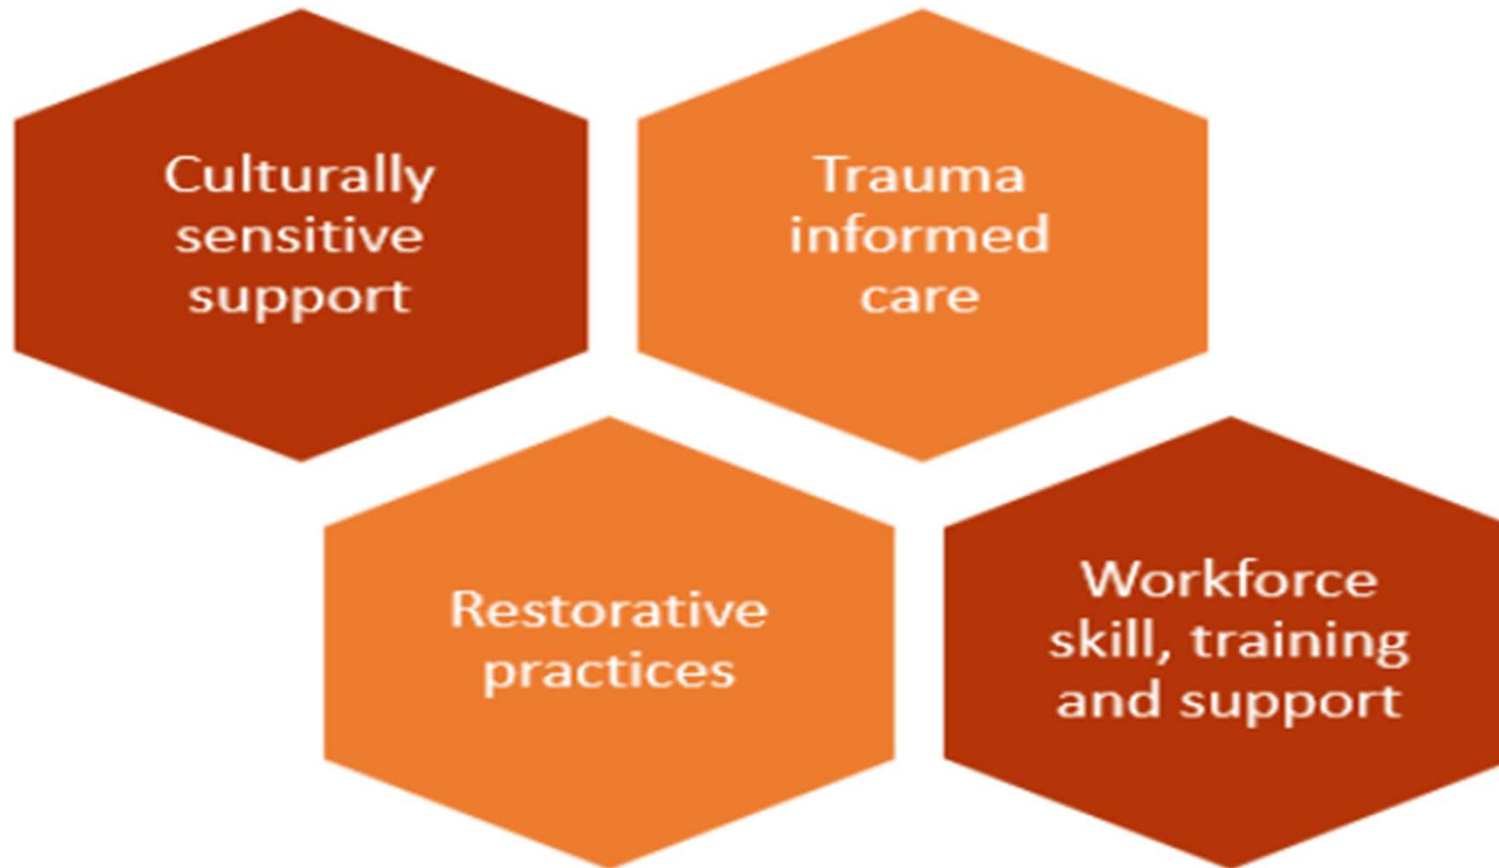 Culturally
sensitive
support
Trauma
informed
care
Restorative
practices
Workforce
skill, training
and support